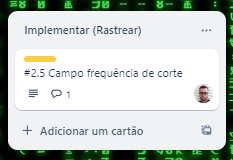 Implementar (Rastrear)
#2.5 Campo frequência de corte
1
Adicionar um cartão